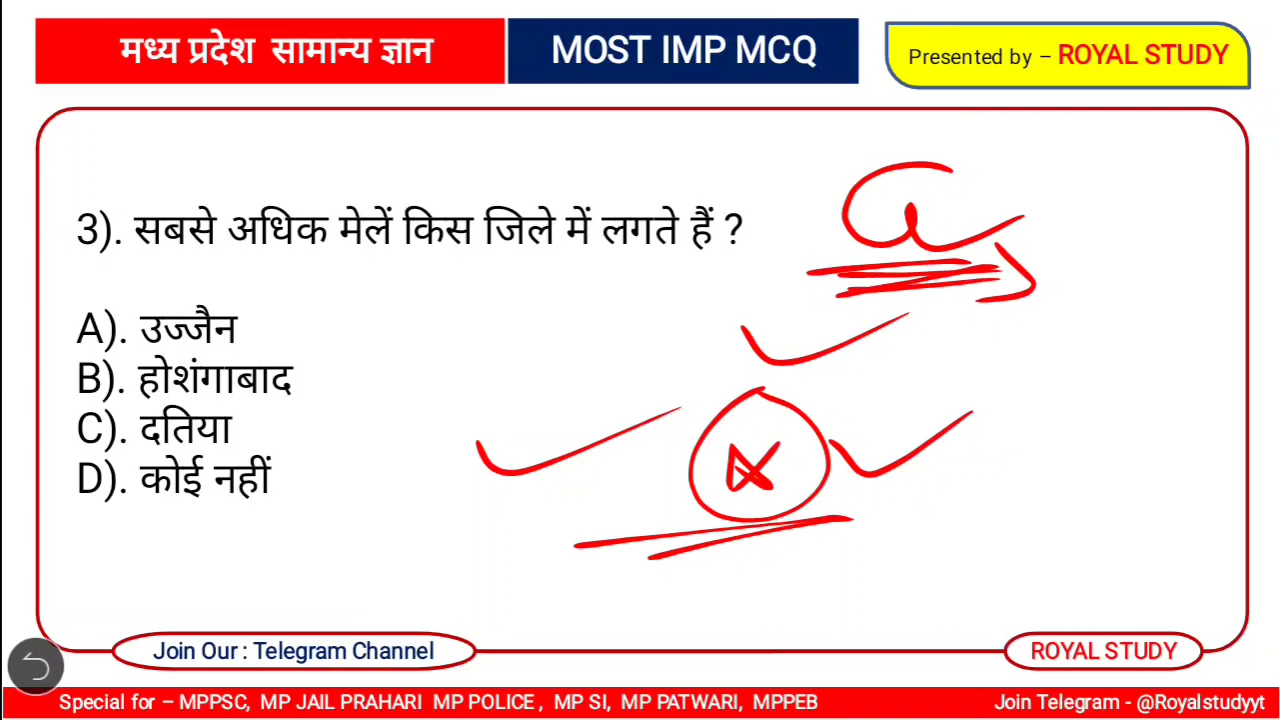 मध्य प्रदेश सामान्य ज्ञान
MOST IMP MCQ
Presented by – ROYAL STUDY
3). सबसे अधिक मेलें किस जिले में लगते हैं ?
A). उज्जैन
B). होशंगाबाद
C). दतिया
D). कोई नहीं
Join Our : Telegram Channel
ROYAL STUDY
Special for – MPPSC, MP JAIL PRAHARI MP POLICE , MP SI, MP PATWARI, MPPEB
Join Telegram - @Royalstudyyt